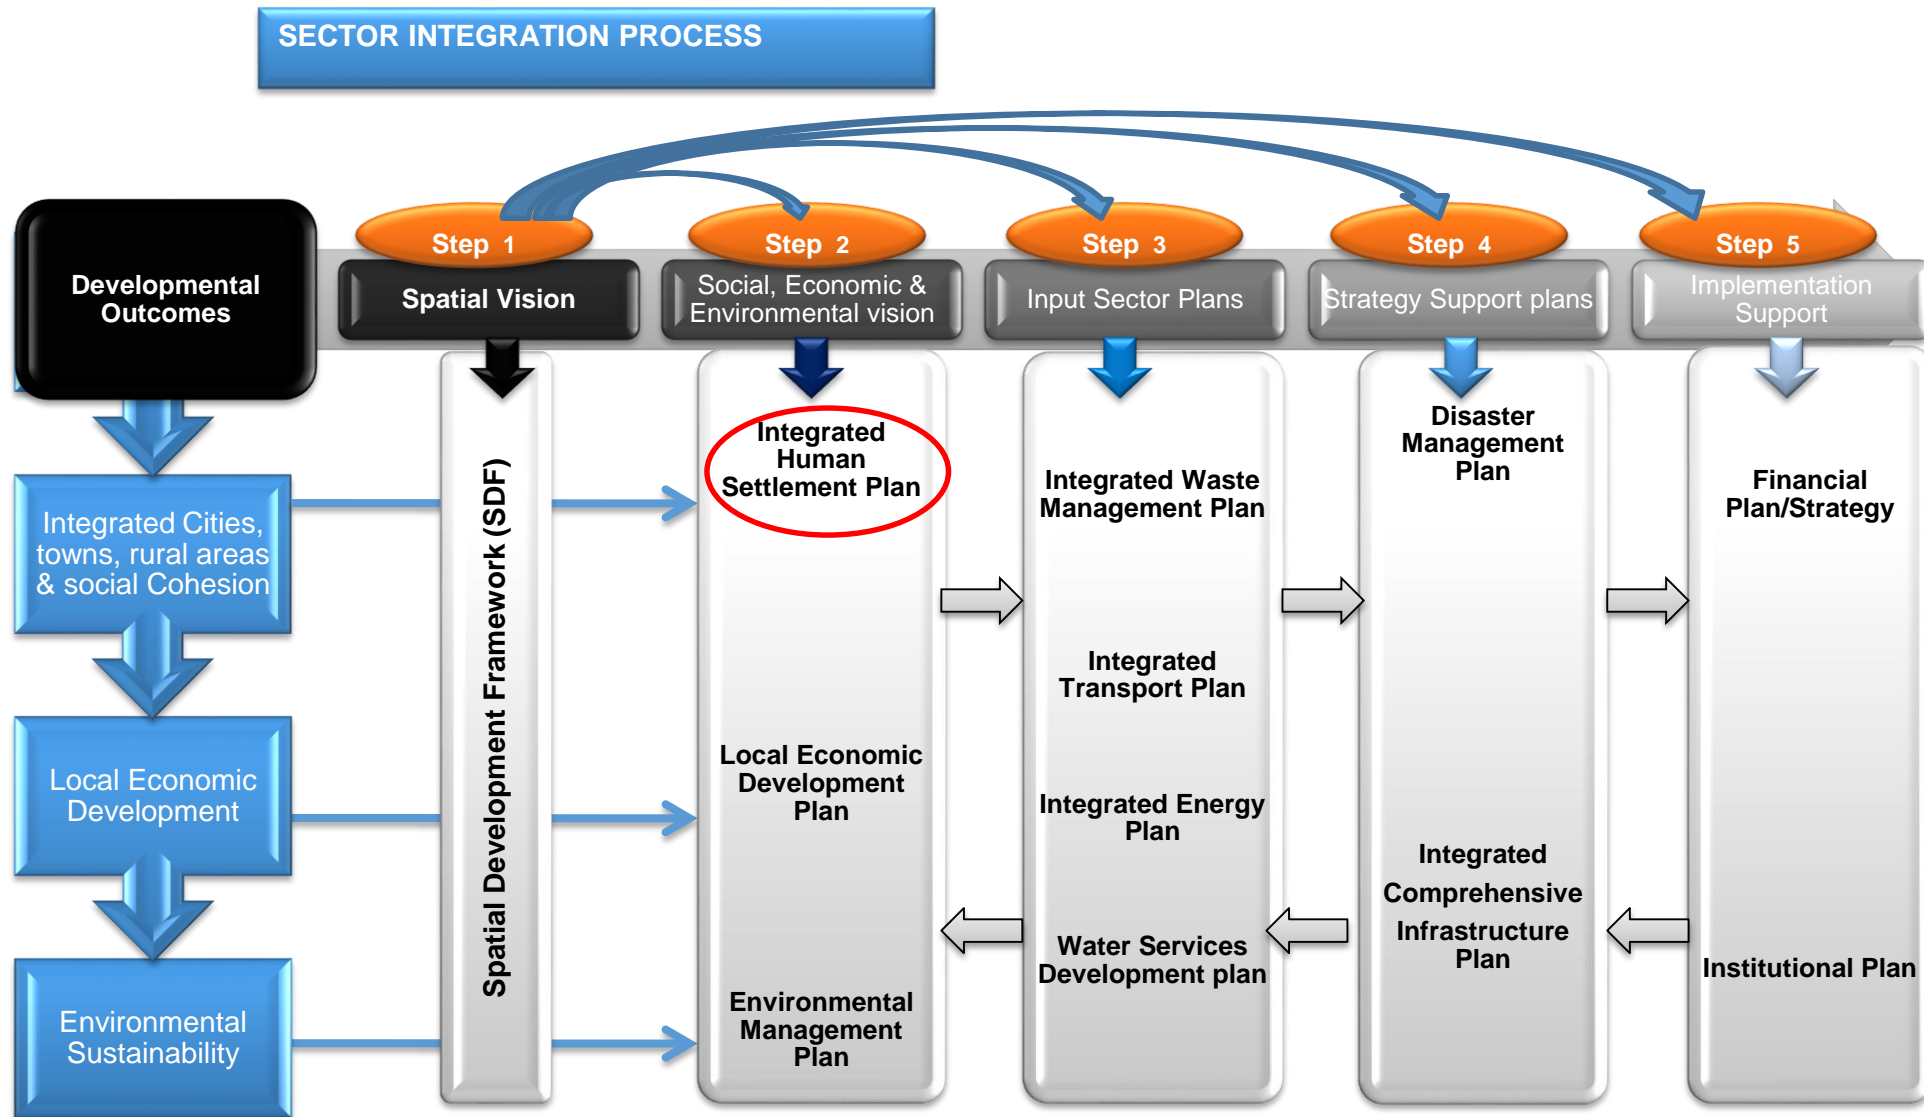 SECTOR INTEGRATION PROCESS
Developmental
Outcomes
Step 1
Spatial Vision
Step 2
Social, Economic &
Environmental vision
Step 3
Input Sector Plans
Step 4
Strategy Support plans
Step 5
Implementation
Support
Integrated Cities,
towns, rural areas
& social Cohesion
Local Economic
Development
Environmental
Sustainability
Spatial Development Framework (SDF)
Integrated
Human
Settlement Plan
Local Economic
Development
Plan
Environmental
Management
Plan
Integrated Waste
Management Plan
Integrated
Transport Plan
Integrated Energy
Plan
Water Services
Development plan
Disaster
Management
Plan
Integrated
Comprehensive
Infrastructure
Plan
Financial
Plan/Strategy
Institutional Plan